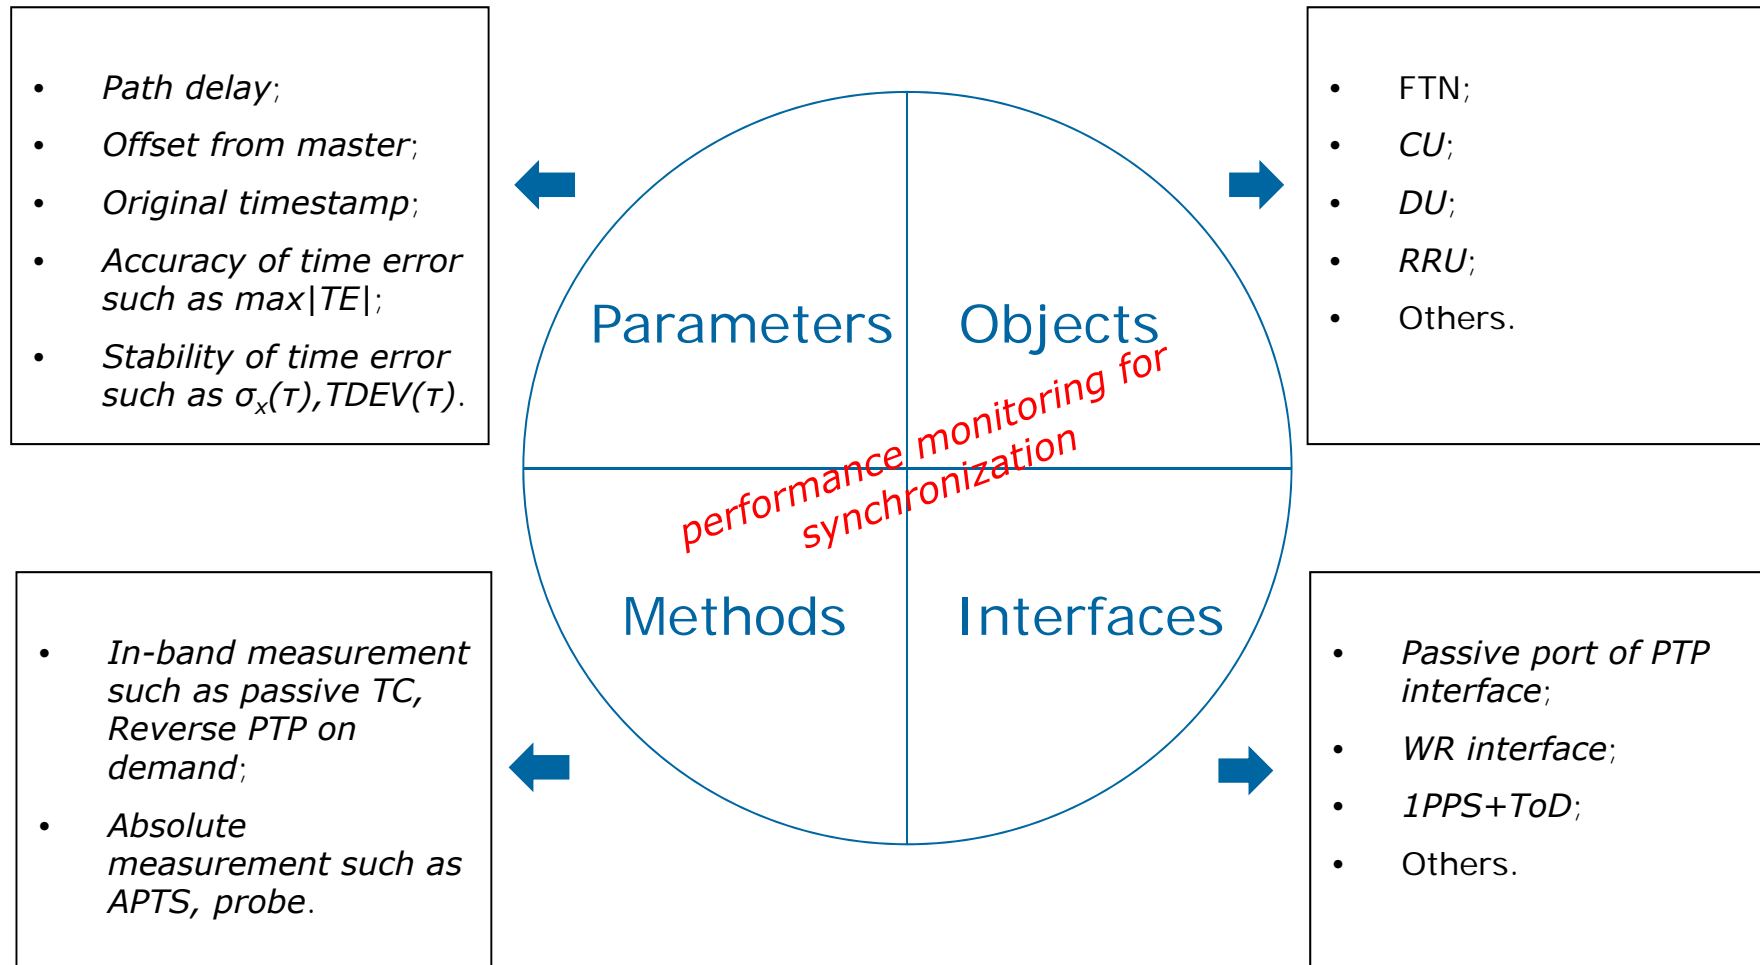 • Path delay;
• Offset from master;
• Original timestamp;
• Accuracy of time error
such as max|TE|;
• Stability of time error
such as σx(τ),TDEV(τ).
• FTN;
• CU;
• DU;
• RRU;
• Others.
Parameters
Objects
performance monitoring for
synchronization
Methods
Interfaces
• In-band measurement
such as passive TC,
Reverse PTP on
demand;
• Absolute
measurement such as
APTS, probe.
• Passive port of PTP
interface;
• WR interface;
• 1PPS+ToD;
• Others.